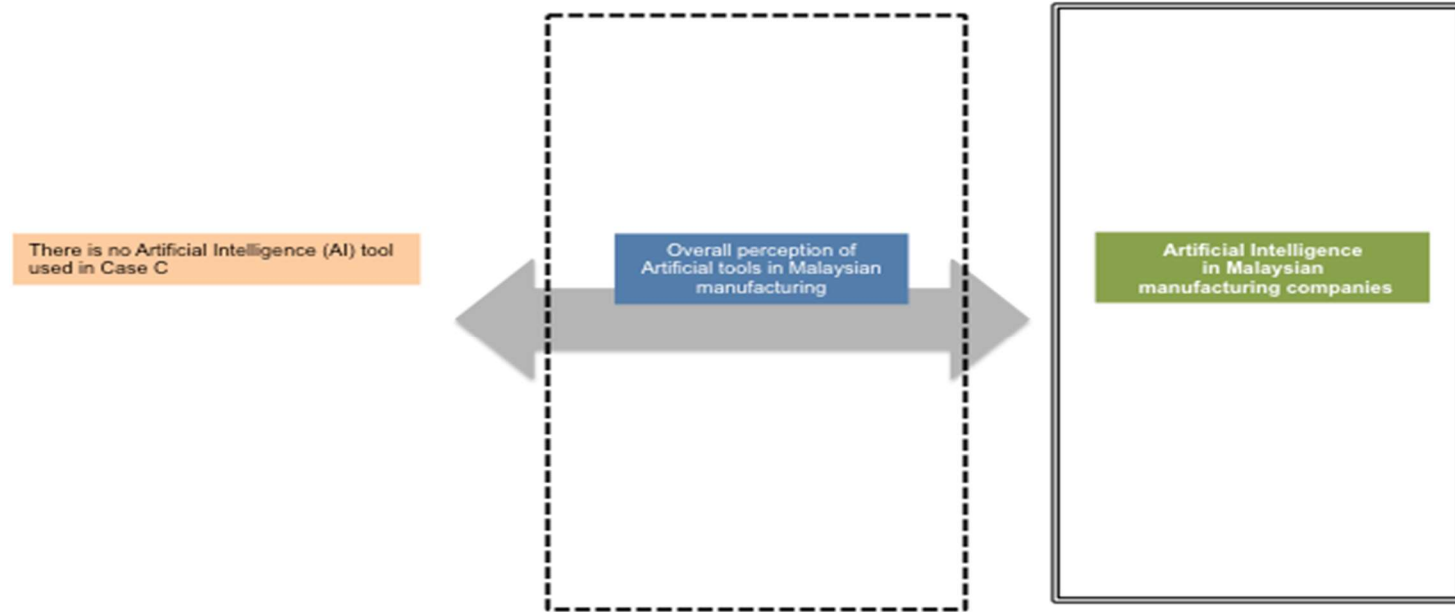 There is no Artificial Intelligence (AI) tool
used in Case C
Overall perception of
Artificial tools in Malaysian
manufacturing
Artificial Intelligence
in Malaysian
manufacturing companies